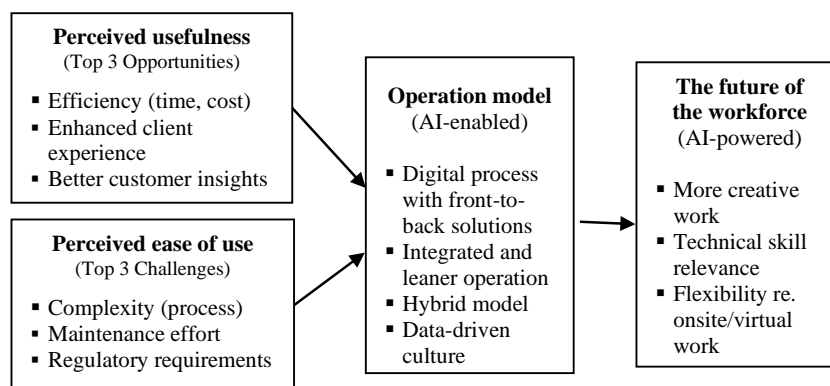 Perceived usefulness
(Top 3 Opportunities)
▪ Efficiency (time, cost)
▪ Enhanced client
experience
▪ Better customer insights
Perceived ease of use
(Top 3 Challenges)
▪ Complexity (process)
▪ Maintenance effort
▪ Regulatory requirements
Operation model
(AI-enabled)
▪ Digital process
with front-to-
back solutions
▪ Integrated and
leaner operation
▪ Hybrid model
▪ Data-driven
culture
The future of
the workforce
(AI-powered)
▪ More creative
work
▪ Technical skill
relevance
▪ Flexibility re.
onsite/virtual
work